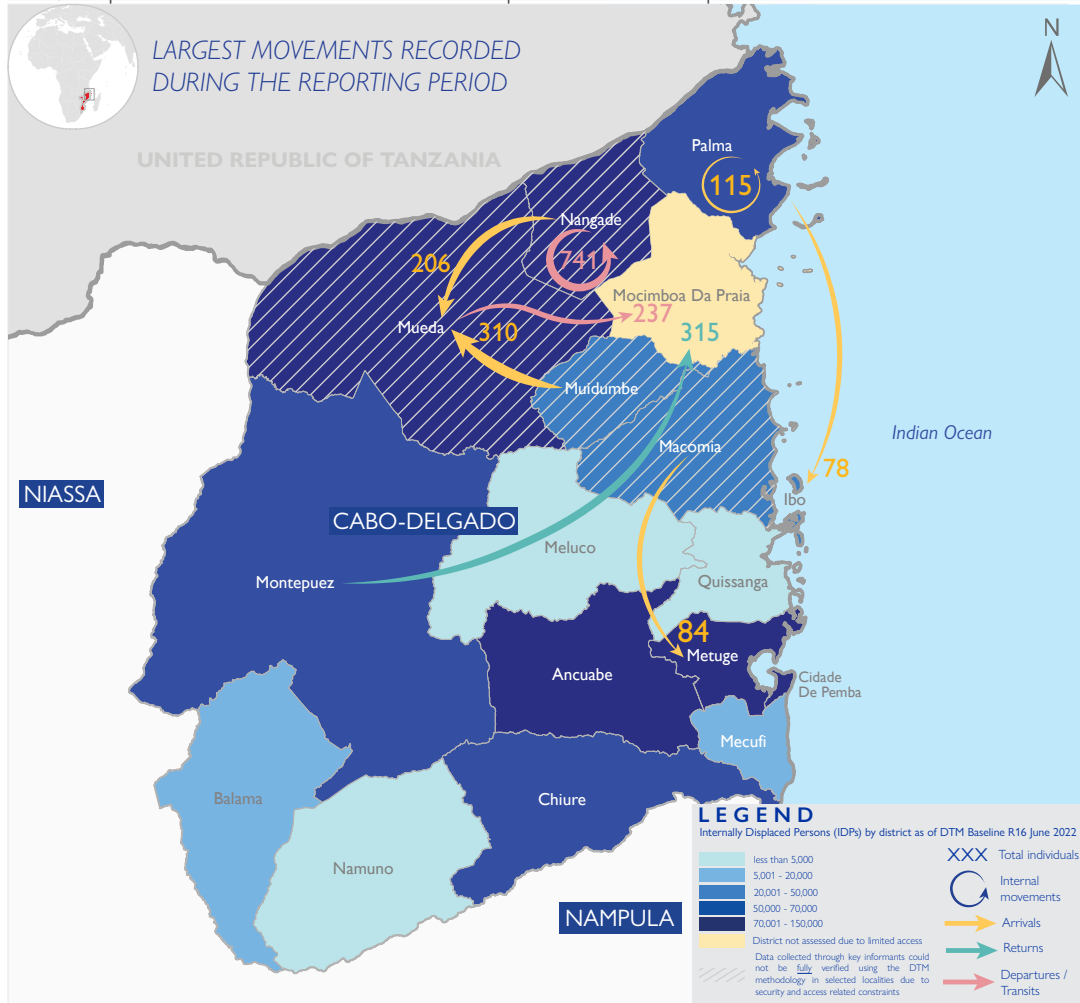 LARGEST MOVEMENTS RECORDED
DURING THE REPORTING PERIOD
N
UNITED REPUBLIC OF TANZANIA
Palma
115
Nangade
206
741
Mocimboa Da Praia
237
Mueda
310
315
Muidumbe
Indian Ocean
Macomia
78
NIASSA
Ibo
CABO-DELGADO
Meluco
Montepuez
Quissanga
84
Metuge
Ancuabe
Cidade
De Pemba
Mecufi
Balama
Chiure
Namuno
NAMPULA
LEGEND
Internally Displaced Persons (IDPs) by district as of DTM Baseline R16 June 2022
less than 5,000
5,001 - 20,000
20,001 - 50,000
50,000 - 70,000
70,001 - 150,000
District not assessed due to limited access
Data collected through key informants could
not be fully verified using the DTM
methodology in selected localities due to
security and access related constraints
XXX Total individuals
Internal
movements
Arrivals
Returns
Departures /
Transits